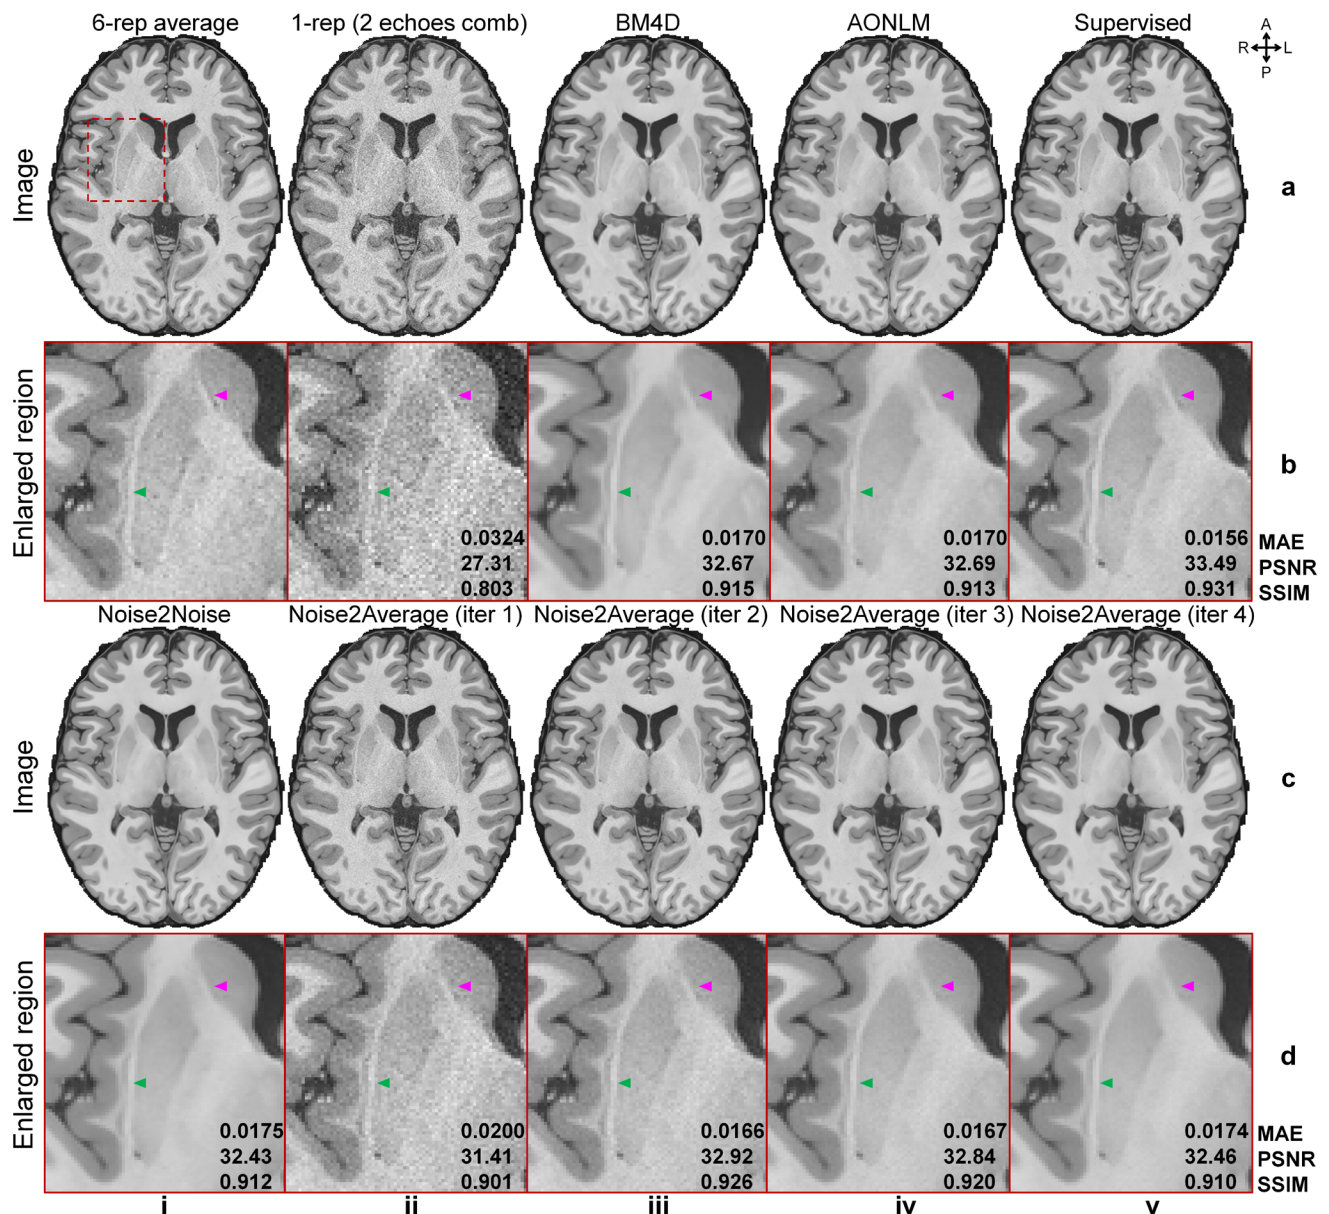 6-rep average 1-rep (2 echoes comb) BM4D AONLM Supervised
A
R L
P
Image
a
Enlarged region
b
0.0324 0.0170 0.0170 0.0156 MAE
27.31 32.67 32.69 33.49 PSNR
0.803 0.915 0.913 0.931 SSIM
Noise2Noise Noise2Average (iter 1) Noise2Average (iter 2) Noise2Average (iter 3) Noise2Average (iter 4)
Image
c
Enlarged region
d
0.0175 0.0200 0.0166 0.0167 0.0174 MAE
32.43 31.41 32.92 32.84 32.46 PSNR
0.912 0.901 0.926 0.920 0.910 SSIM
i ii iii iv v